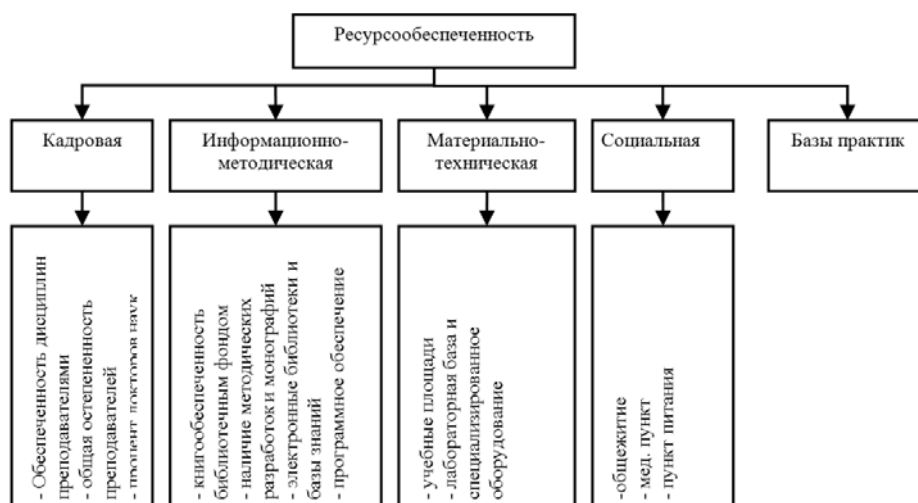 Ресурсообеспеченность
Кадровая
Информационно-
методическая
Материально-
техническая
Социальная
Базы практик
- Обеспеченность дисциплин
преподавателями
- общая остепененность
преподавателей
- процент докторов наук
- книгообеспеченность
библиотечным фондом
- наличие методических
разработок и монографий
- электронные библиотеки и
базы знаний
- программное обеспечение
- учебные площади
- лабораторная база и
специализированное
оборудование
-общежитие
- мед. пункт
- пункт питания